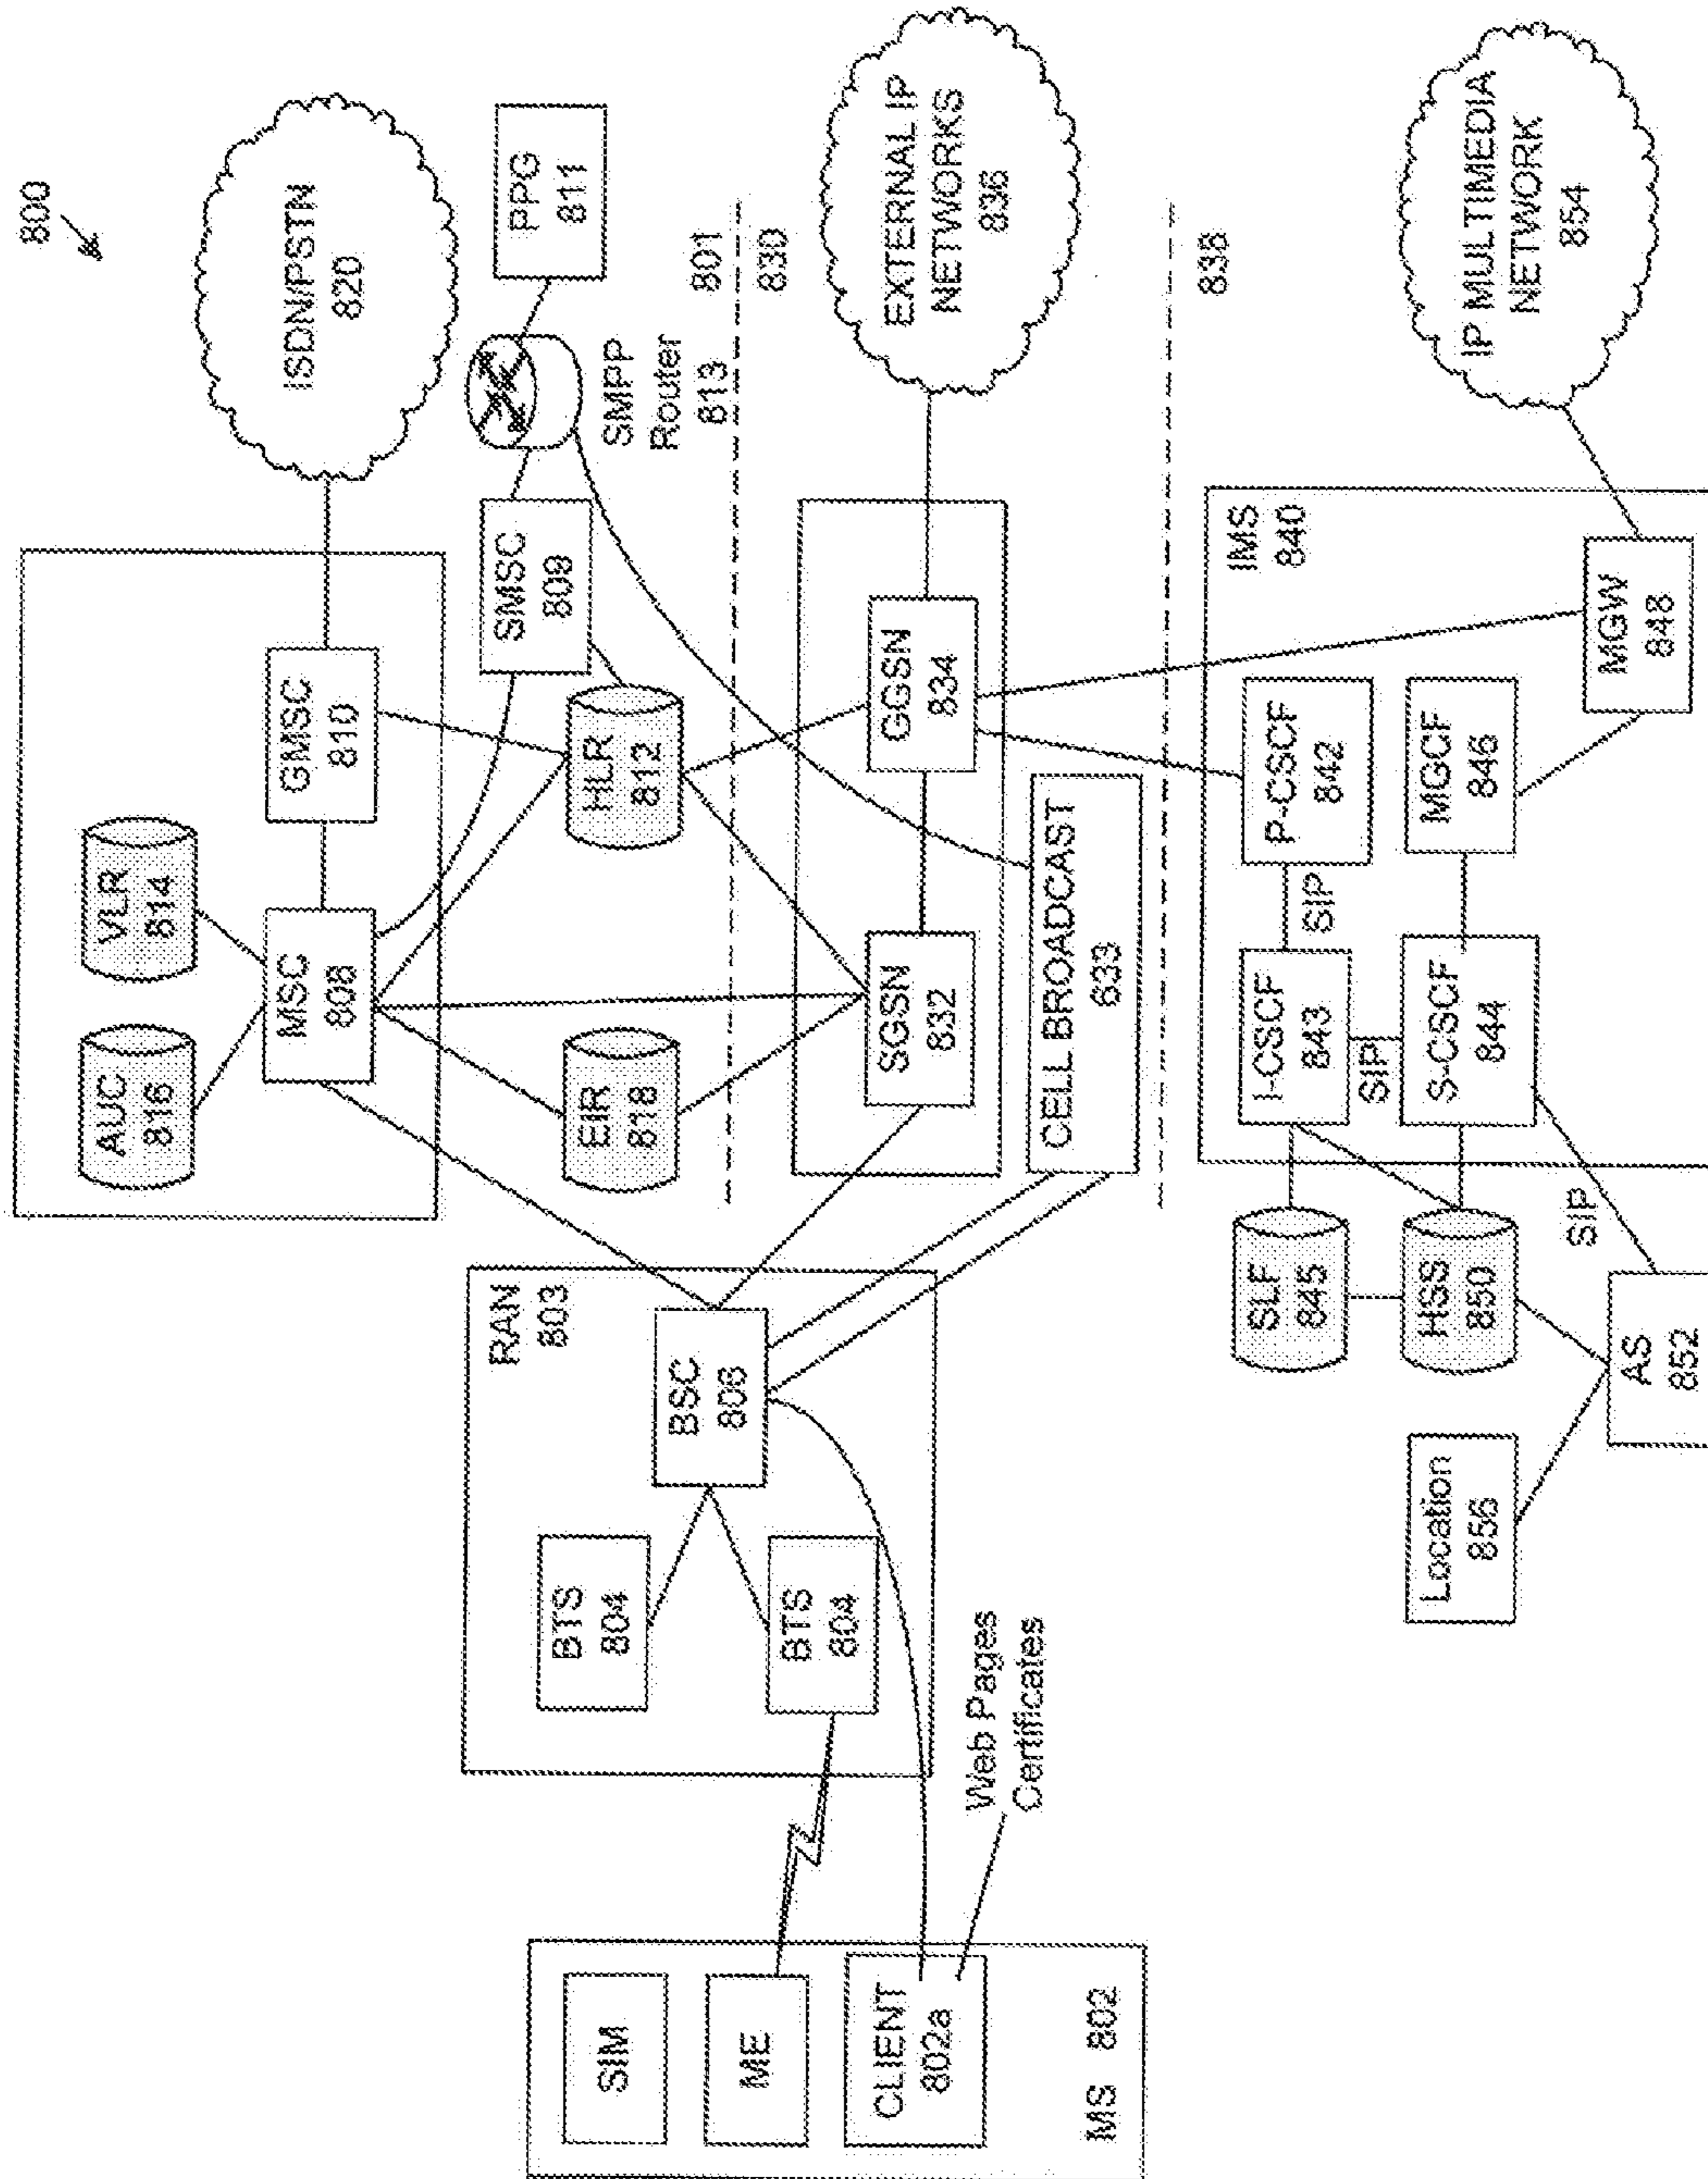 800
AUC
816
VLR
814
MSC
808
GMSC
810
ISDN/PSTN
820
EIR
818
HLR
812
SMSC
809
PPG
811
SMPP
Router
813
801
830
RAN
803
BTS
804
BTS
804
BSC
806
SIM
ME
CLIENT
802a
MS 802
Web Pages
Certificates
SGSN
832
GGSN
834
EXTERNAL IP
NETWORKS
836
CELL BROADCAST
633
838
IMS
840
I-CSCF
843
SIP
P-CSCF
842
SIP
S-CSCF
844
MGCF
846
MGW
848
IP MULTIMEDIA
NETWORK
854
SLF
845
HSS
850
SIP
Location
856
AS
852